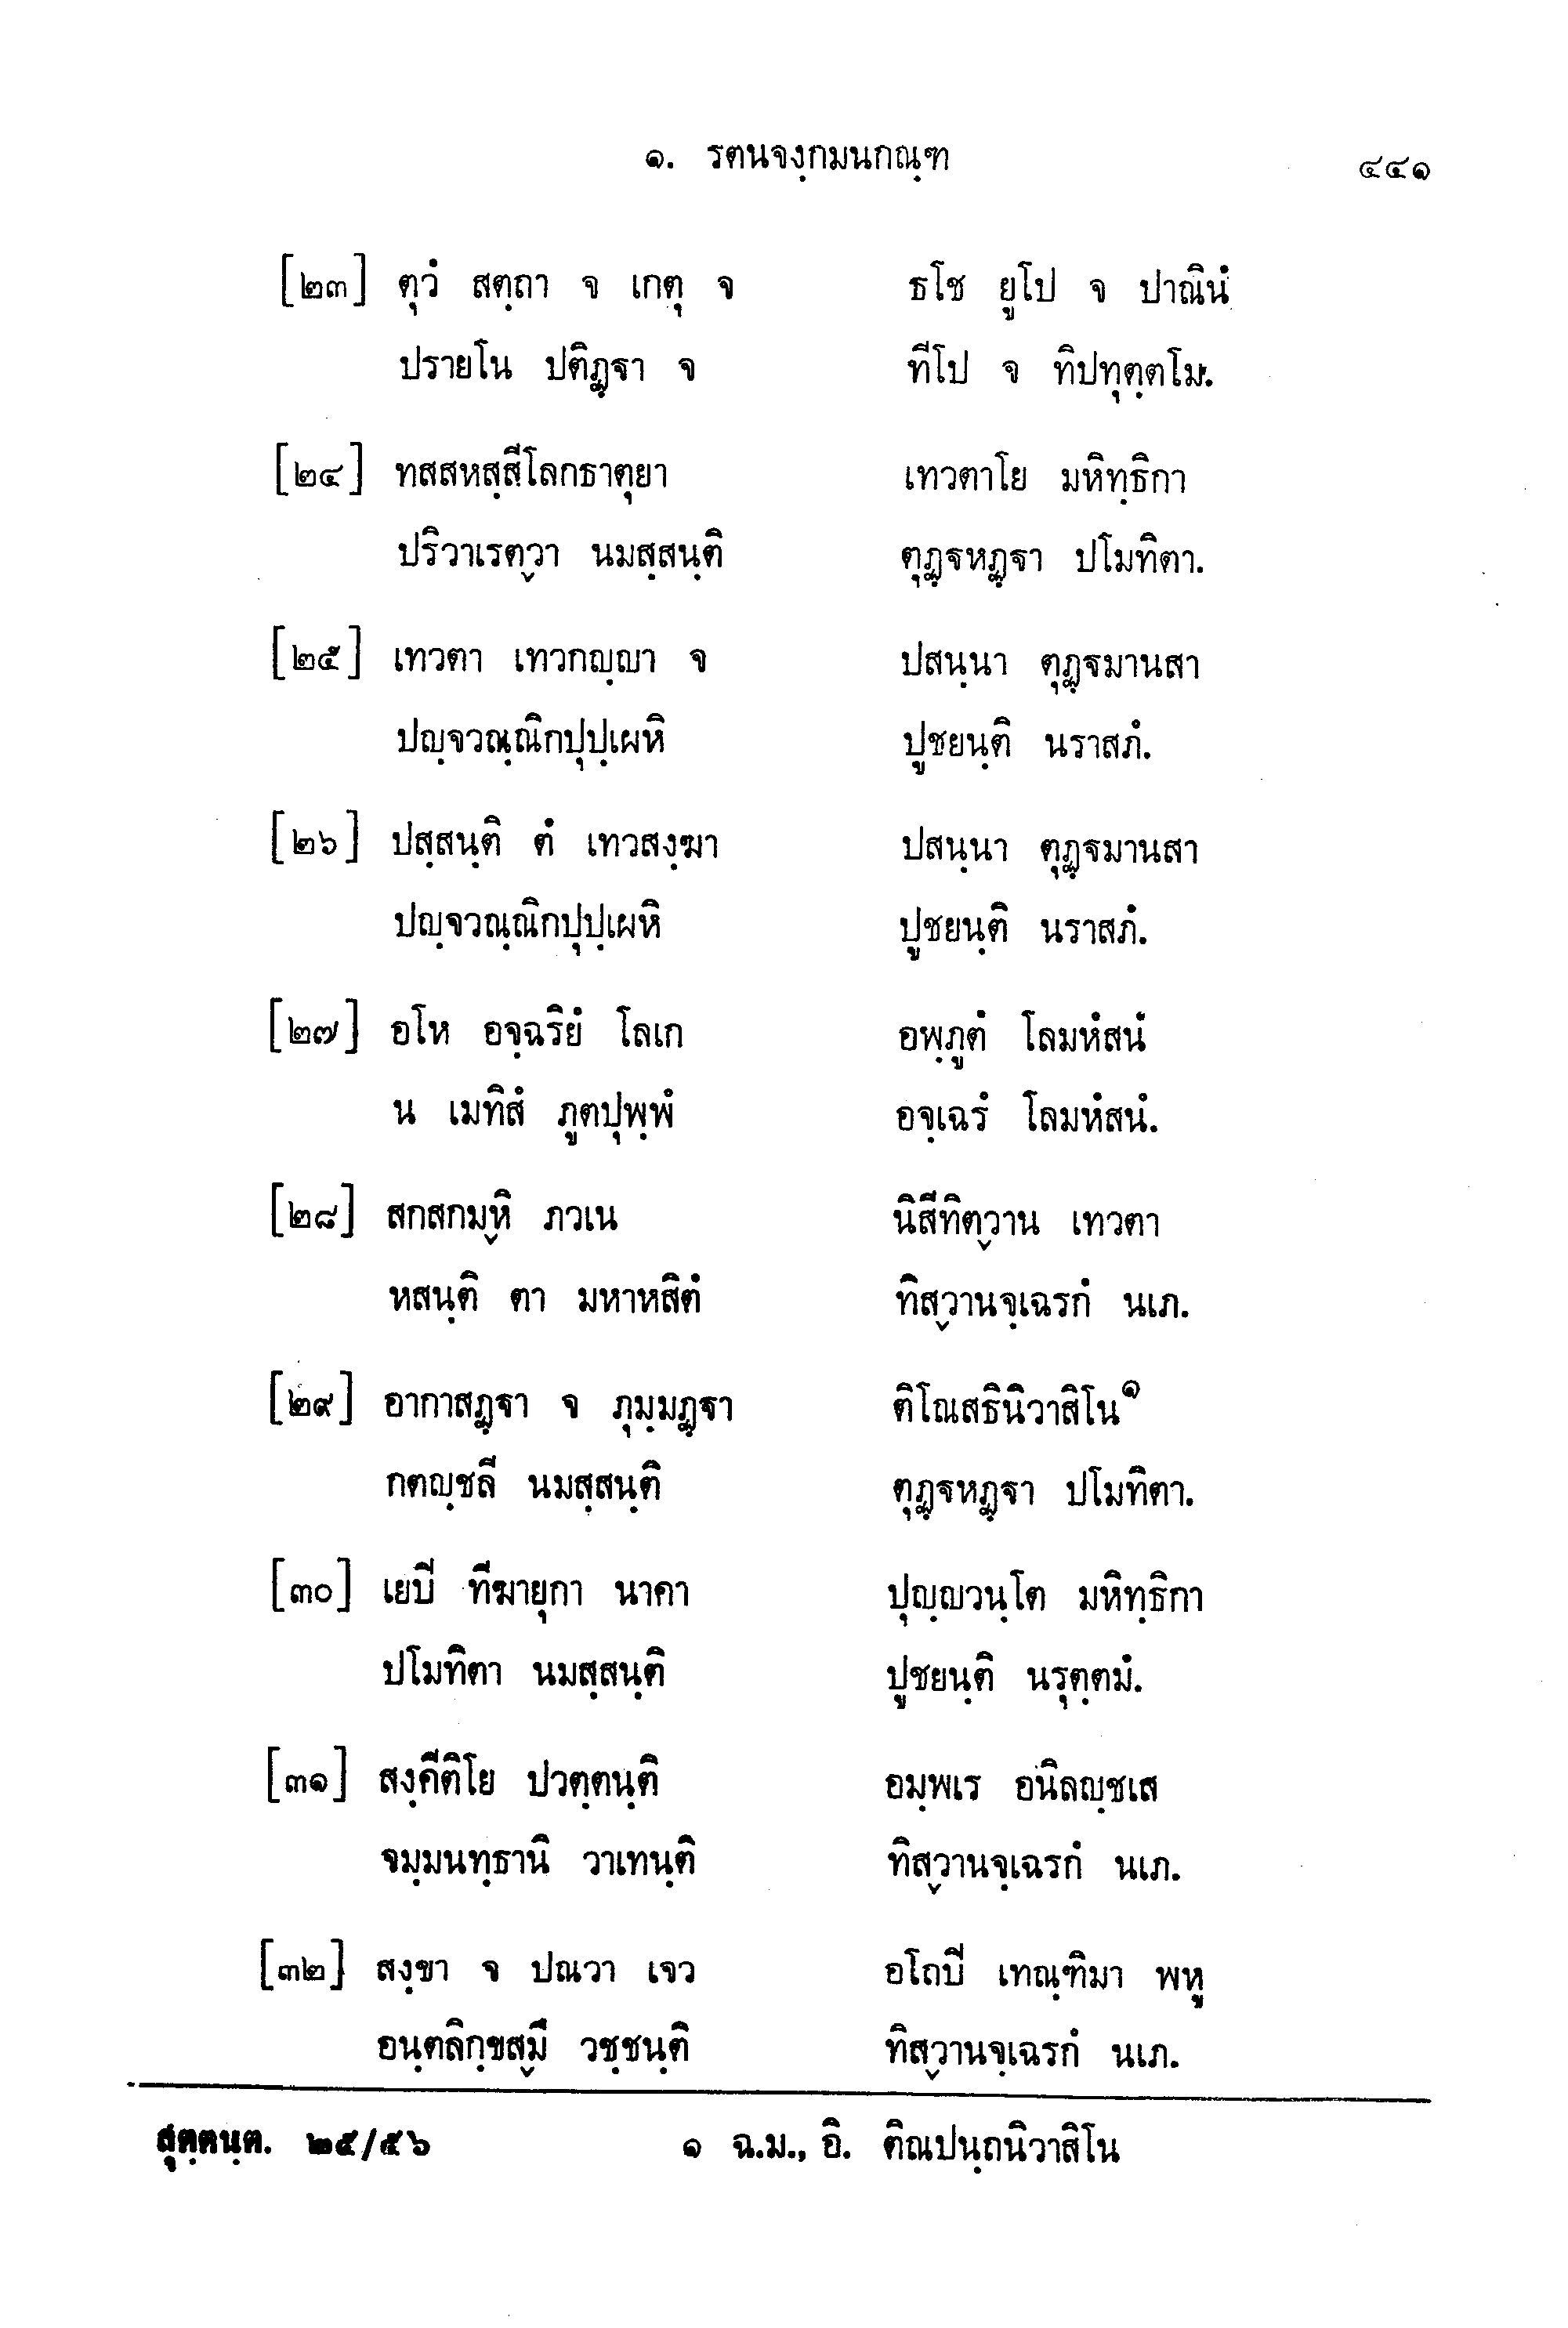 ๑. รตนจงฺกมนกณฺฑ ๔๔๑
[๒๓] ตุวํ สตฺถา จ เกตุ จ ธโช ยูโป จ ปาณินํ
ปรายโน ปติฏฺฐา จ ทีโป จ ทิปทุตฺตโม.
[๒๔] ทสสหสฺสีโลกธาตุยา เทวตาโย มหิทฺธิกา
ปริวาเรตฺวา นมสฺสนฺติ ตุฏฺฐหฏฺฐา ปโมทิตา.
[๒๕] เทวตา เทวกญฺญา จ ปสนฺนา ตุฏฺฐมานสา
ปญฺจวณฺณิกปุปฺเผหิ ปูชยนฺติ นราสภํ.
[๒๖] ปสฺสนฺติ ตํ เทวสงฺฆา ปสนฺนา ตุฏฺฐมานสา
ปญฺจวณฺณิกปุปฺเผหิ ปูชยนฺติ นราสภํ.
[๒๗] อโห อจฺฉริยํ โลเก อพฺภูตํ โลมหํสนํ
น เมทิสํ ภูตปุพฺพํ อจฺเฉรํ โลมหํสนํ.
[๒๘] สกสกมฺหิ ภวเน นิสีทิตฺวาน เทวตา
หสนฺติ ตา มหาหสิตํ ทิสฺวานจฺเฉรกํ นเภ.
[๒๙] อากาสฏฺฐา จ ภุมฺมฏฺฐา ติโณสธินิวาสิโน๑
กตญฺชลี นมสฺสนฺติ ตุฏฺฐหฏฺฐา ปโมทิตา.
[๓๐] เยปี ทีฆายุกา นาคา ปุญฺญวนฺโต มหิทฺธิกา
ปโมทิตา นมสฺสนฺติ ปูชยนฺติ นรุตฺตมํ.
[๓๑] สงฺคีติโย ปวตฺตนฺติ อมฺพเร อนิลญฺชเส
จมฺมนทฺธานิ วาเทนฺติ ทิสฺวานจฺเฉรกํ นเภ.
[๓๒] สงฺขา จ ปณวา เจว อโถปี เทณฺฑิมา พหู
อนฺตลิกฺขสฺมึ วชฺชนฺติ ทิสฺวานจฺเฉรกํ นเภ.
สุตฺตนฺต. ๒๕/๕๖ ๑ ฉ.ม., อิ. ติณปนฺถนิวาสิโน